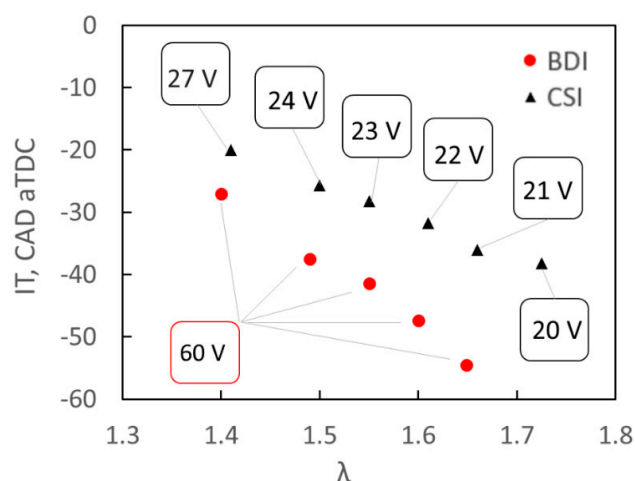 0
-10
-20
-30
-40
-50
-60
IT, CAD aTDC
27 V
24 V
23 V
22 V
21 V
20 V
60 V
BDI
CSI
1.3
1.4
1.5
1.6
1.7
1.8
λ